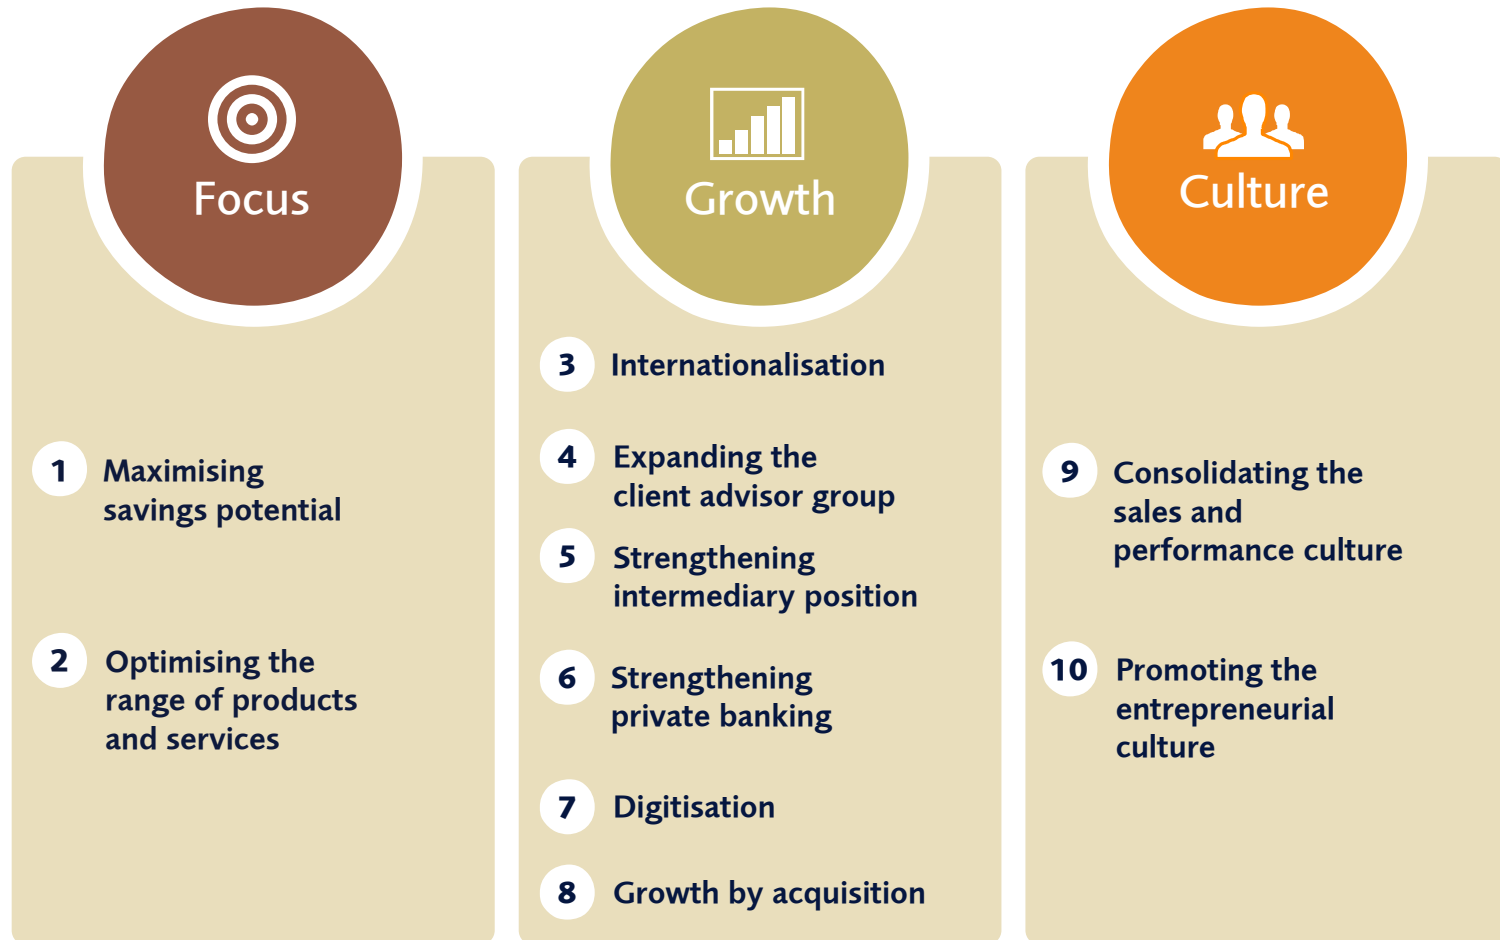 Focus
1 Maximising
savings potential
2 Optimising the
range of products
and services
Growth
3 Internationalisation
4 Expanding the
client advisor group
5 Strengthening
intermediary position
6 Strengthening
private banking
7 Digitisation
8 Growth by acquisition
Culture
9 Consolidating the
sales and
performance culture
10 Promoting the
entrepreneurial
culture